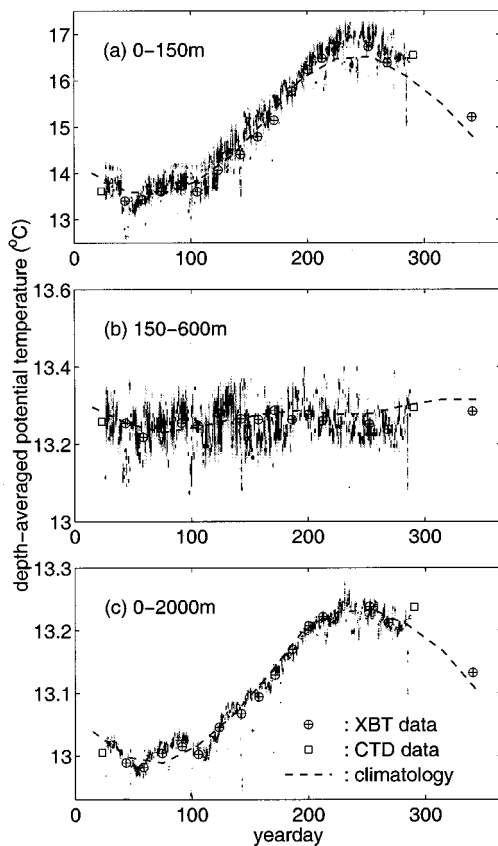 depth−averaged potential temperature (°C)
17
16
15
14
13
(a) 0−150m
0 100 200 300
13.6
13.4
13.2
13
(b) 150−600m
0 100 200 300
13.3
13.2
13.1
13
(c) 0−2000m
⊕ : XBT data
□ : CTD data
--- : climatology
0 100 200 300
yearday